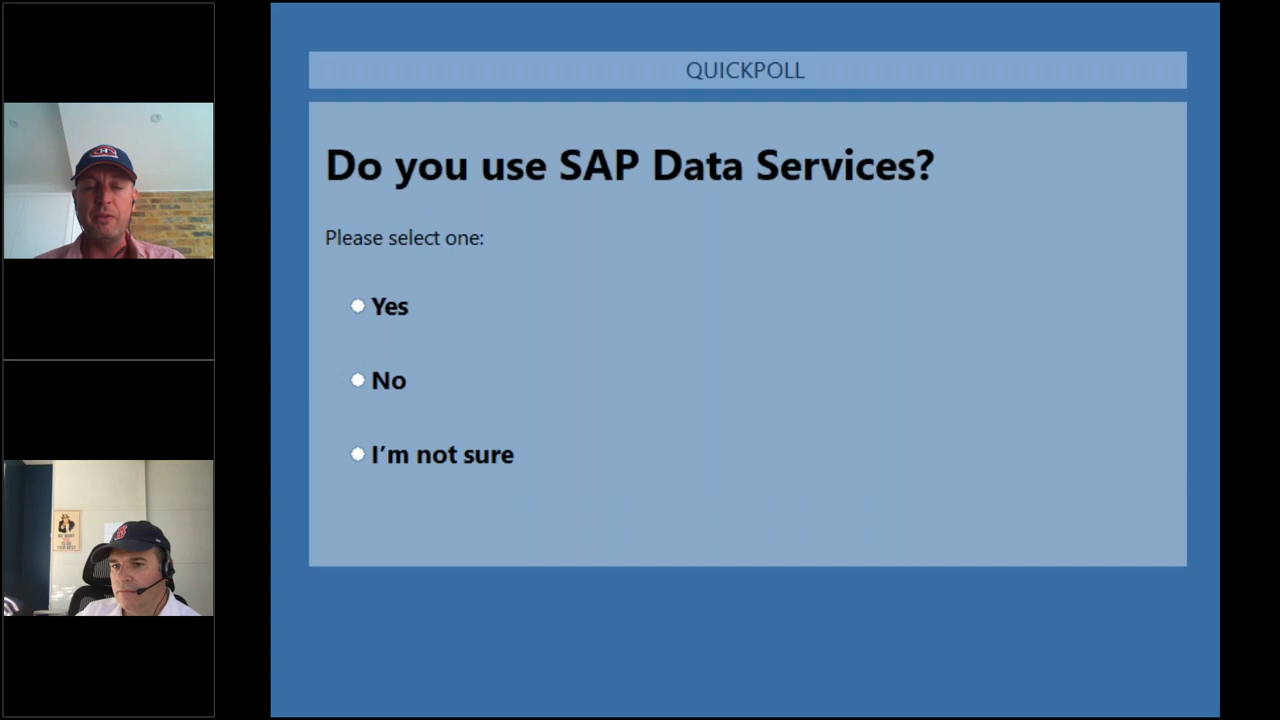 QUICKPOLL
Do you use SAP Data Services?
Please select one:
Yes
No
I'm not sure